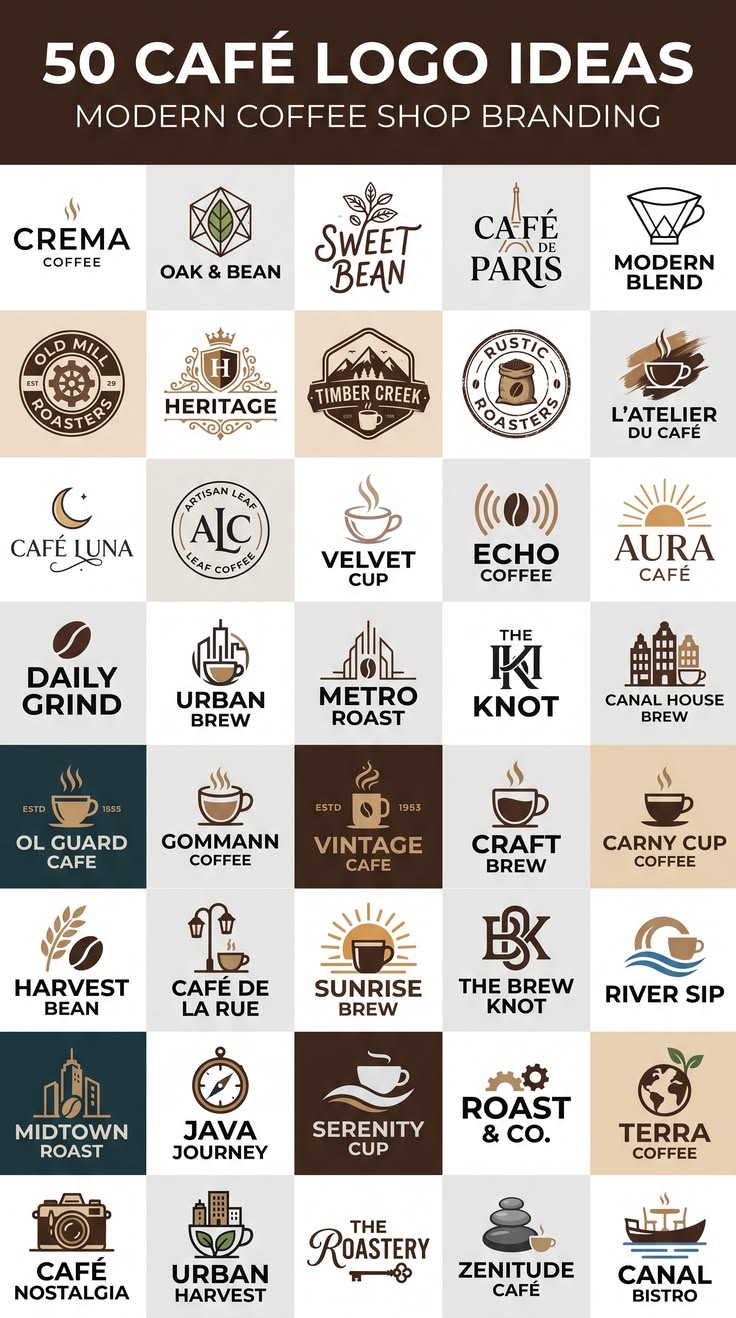 50 CAFÉ LOGO IDEAS
MODERN COFFEE SHOP BRANDING
CREMA
COFFEE
OAK & BEAN
SWEET
BEAN
CAFÉ
DE
PARIS
MODERN
BLEND
OLD MILL
EST 29
ROASTERS
H
HERITAGE
TIMBER CREEK
RUSTIC
ROASTERS
L'ATELIER
DU CAFÉ
CAFÉ LUNA
ARTISAN LEAF
ALC
LEAF COFFEE
VELVET
CUP
ECHO
COFFEE
AURA
CAFÉ
DAILY
GRIND
URBAN
BREW
METRO
ROAST
THE
KNOT
CANAL HOUSE
BREW
ESTD 1555
OL GUARD
CAFE
GOMMANN
COFFEE
ESTD 1953
VINTAGE
CAFE
CRAFT
BREW
CARNY CUP
COFFEE
HARVEST
BEAN
CAFÉ DE
LA RUE
SUNRISE
BREW
BSK
THE BREW
KNOT
RIVER SIP
MIDTOWN
ROAST
JAVA
JOURNEY
SERENITY
CUP
ROAST
& CO.
TERRA
COFFEE
CAFÉ
NOSTALGIA
URBAN
HARVEST
THE
ROASTERY
ZENITUDE
CAFÉ
CANAL
BISTRO